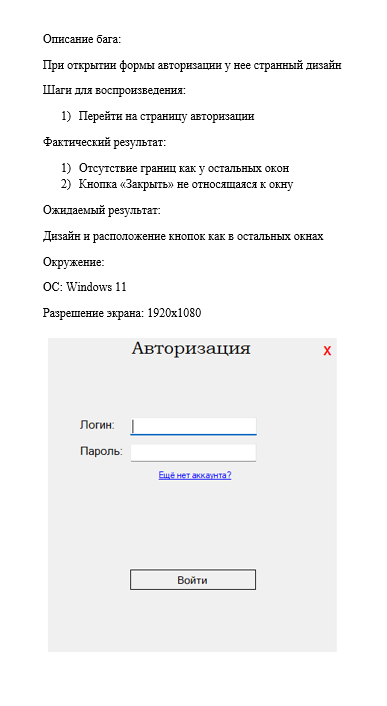 Описание бага:
При открытии формы авторизации у нее странный дизайн
Шаги для воспроизведения:
1) Перейти на страницу авторизации
Фактический результат:
1) Отсутствие границ как у остальных окон
2) Кнопка «Закрыть» не относящаяся к окну
Ожидаемый результат:
Дизайн и расположение кнопок как в остальных окнах
Окружение:
ОС: Windows 11
Разрешение экрана: 1920x1080
Авторизация X
Логин:
Пароль:
Ещё нет аккаунта?
Войти